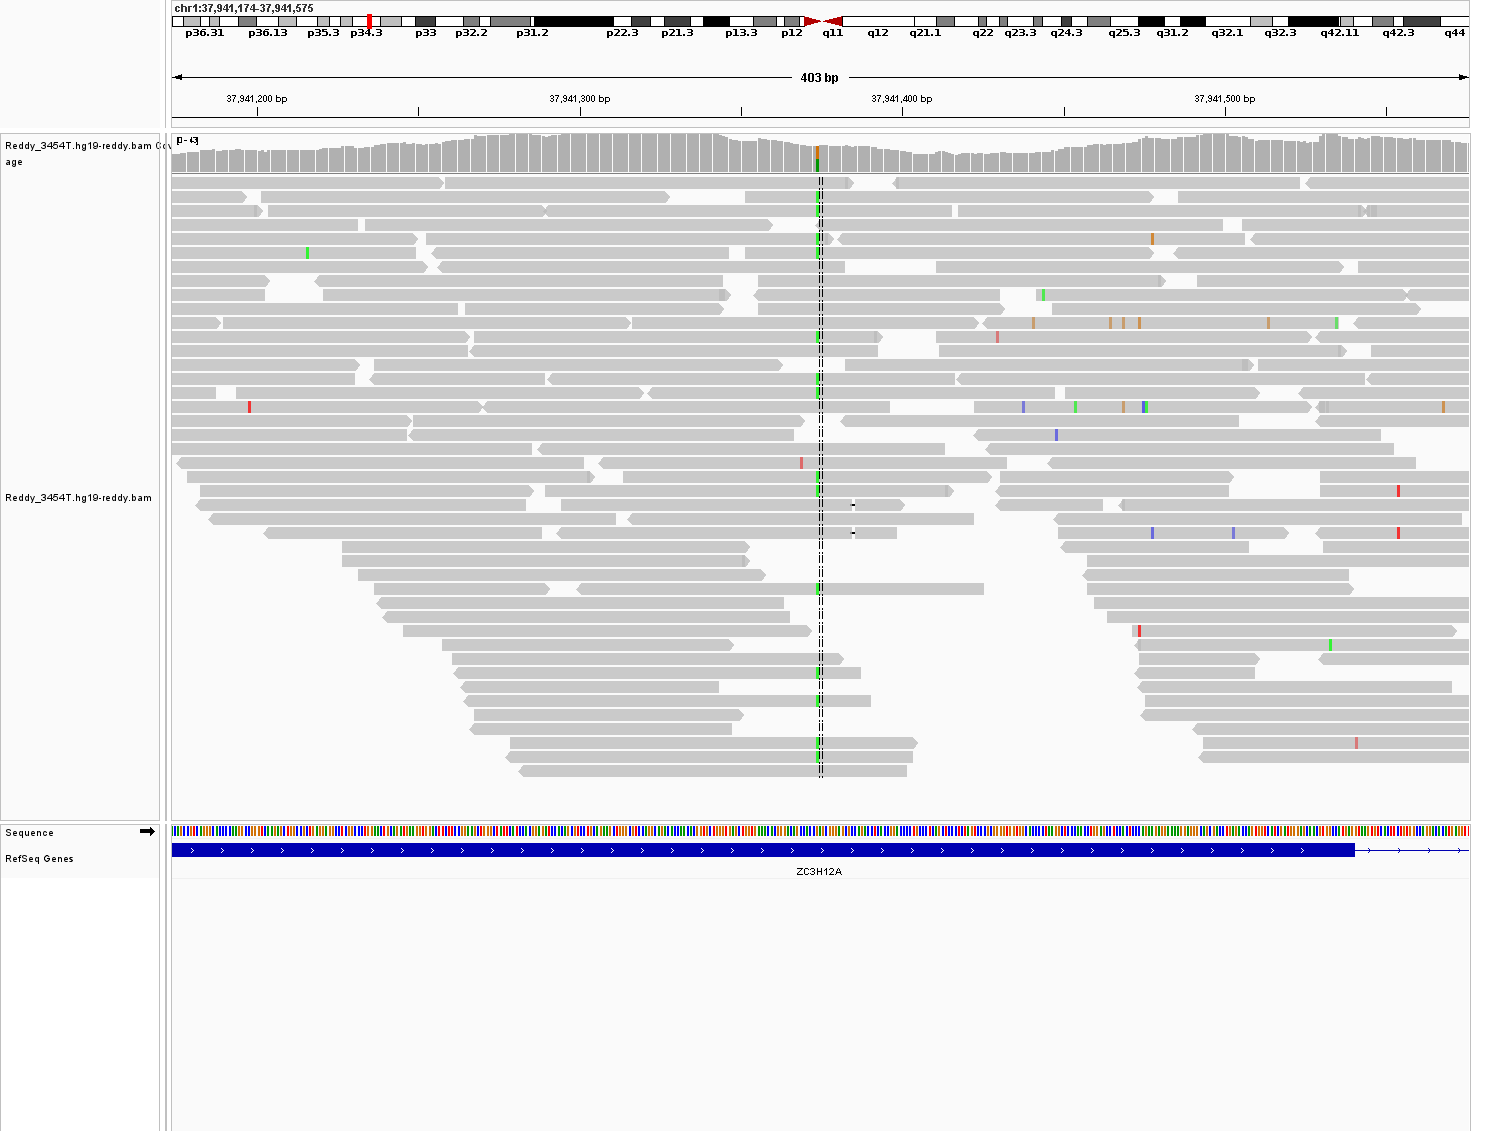 chr1:37,941,174-37,941,575
p36.31 p36.13 p35.3 p34.3 p33 p32.2 p31.2 p22.3 p21.3 p13.3 p12 q11 q12 q21.1 q22 q23.3 q24.3 q25.3 q31.2 q32.1 q32.3 q42.11 q42.3 q44
403 bp
37,941,200 bp 37,941,300 bp 37,941,400 bp 37,941,500 bp
[0 - 43]
Reddy_3454T.hg19-reddy.bam Cov
age
Reddy_3454T.hg19-reddy.bam
Sequence
RefSeq Genes
ZC3H12A